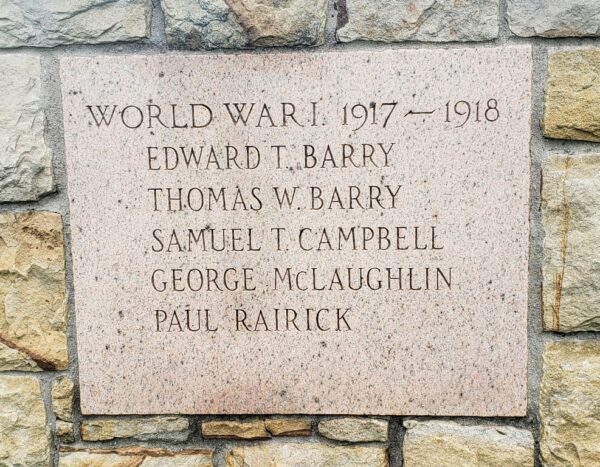 WORLD WAR I. 1917 — 1918
EDWARD T. BARRY
THOMAS W. BARRY
SAMUEL T. CAMPBELL
GEORGE McLAUGHLIN
PAUL RAIRICK